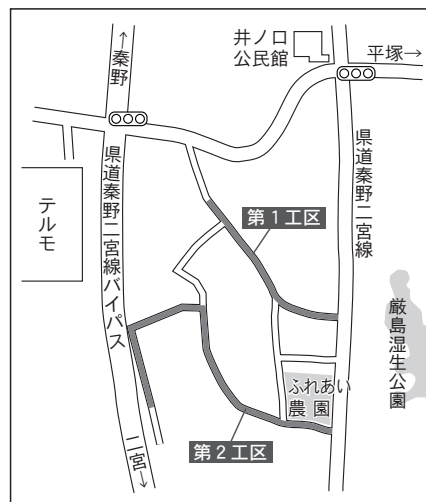 井ノ口
公民館
平塚→
←秦野
県道秦野二宮線バイパス
県道秦野二宮線
テルモ
第1工区
厳島湿生公園
ふれあい
農園
第2工区
二宮→